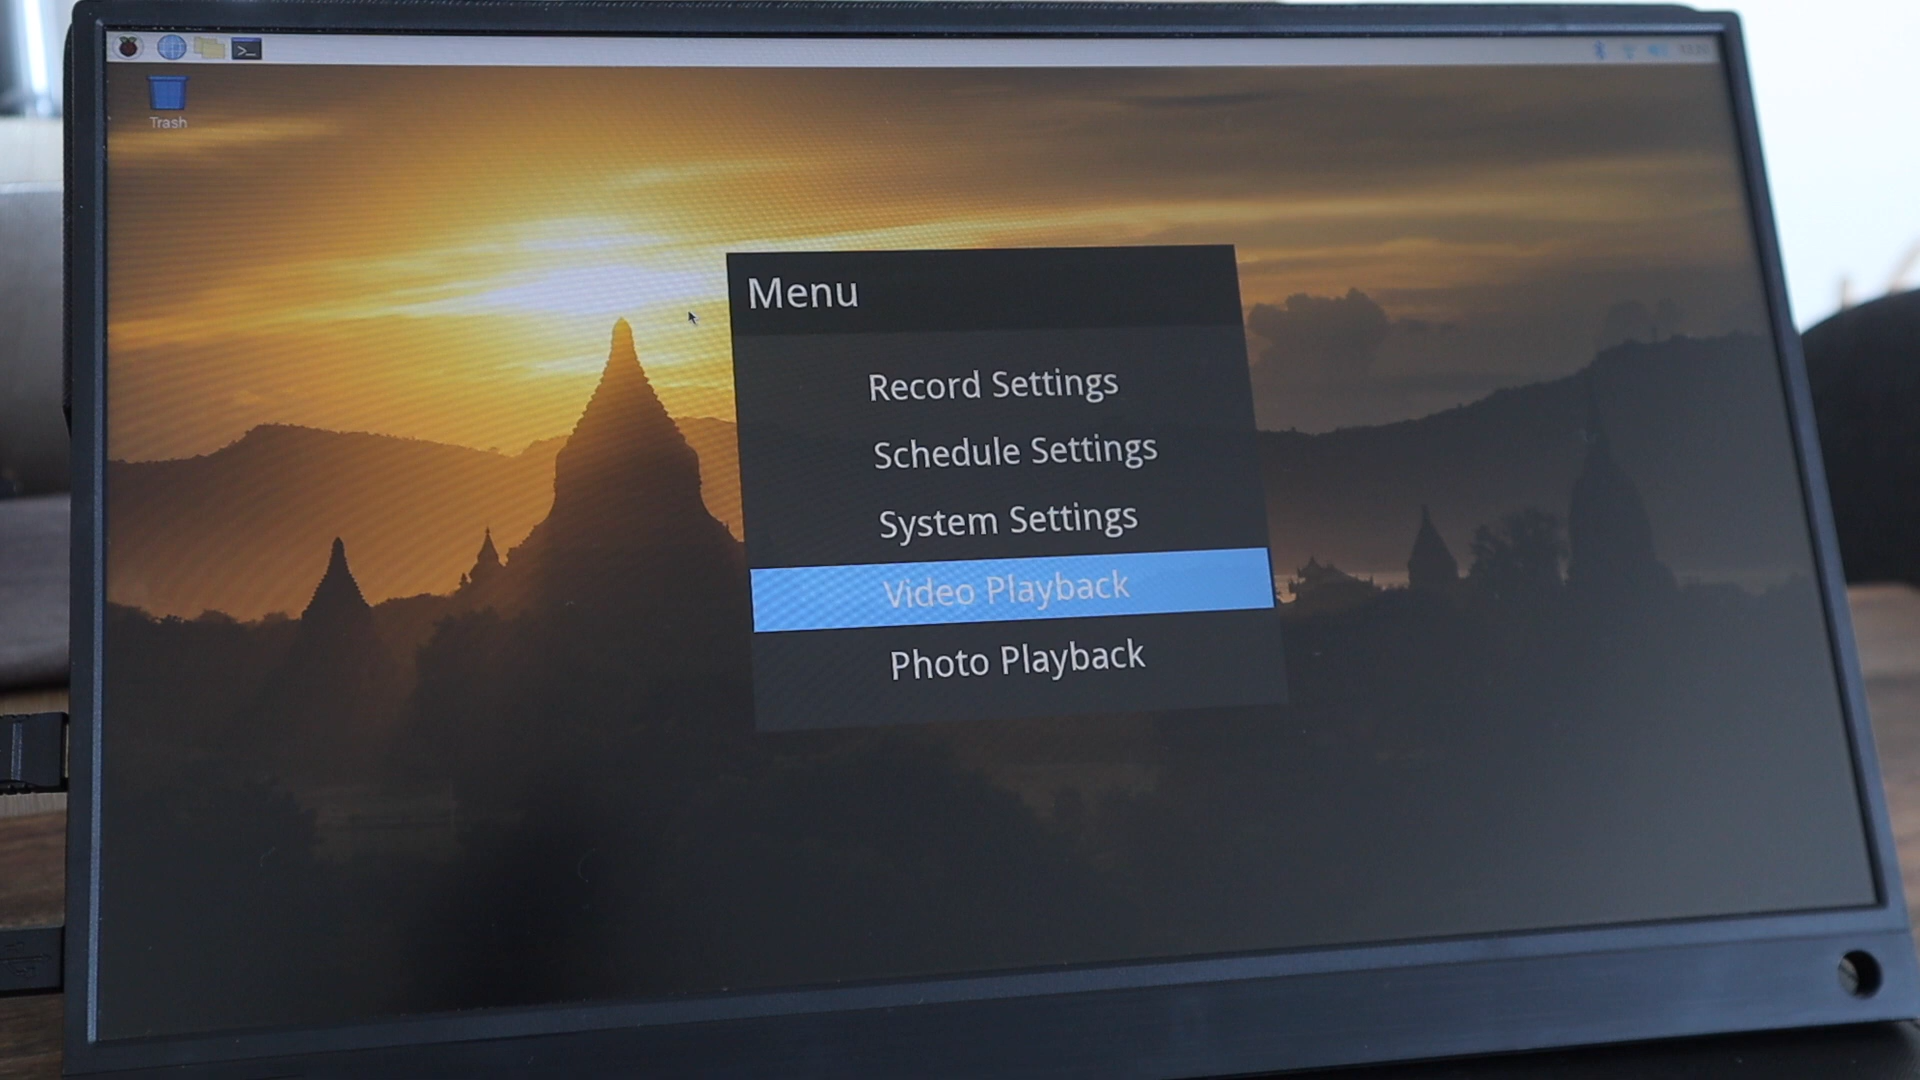 >_
Trash
Menu
Record Settings
Schedule Settings
System Settings
Video Playback
Photo Playback